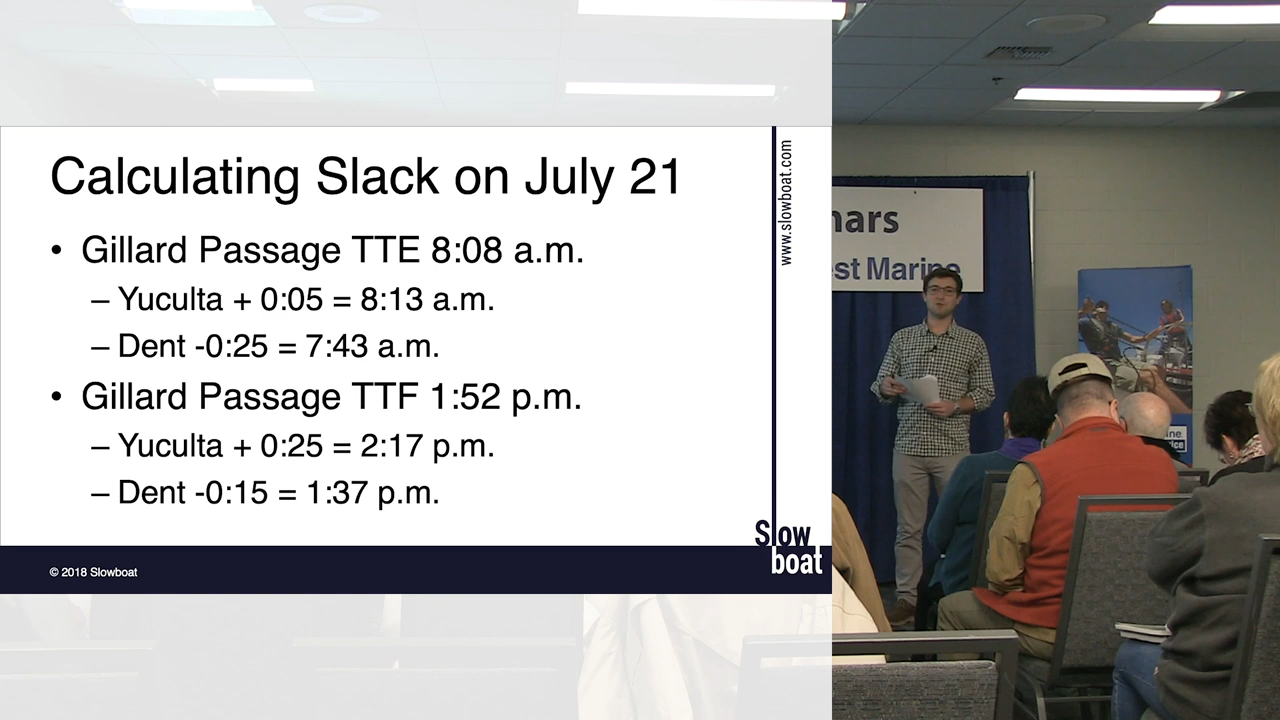 Calculating Slack on July 21
• Gillard Passage TTE 8:08 a.m.
– Yuculta + 0:05 = 8:13 a.m.
– Dent -0:25 = 7:43 a.m.
• Gillard Passage TTF 1:52 p.m.
– Yuculta + 0:25 = 2:17 p.m.
– Dent -0:15 = 1:37 p.m.
www.slowboat.com
Slow
boat
© 2018 Slowboat
nars
est Marine
ine.
ice